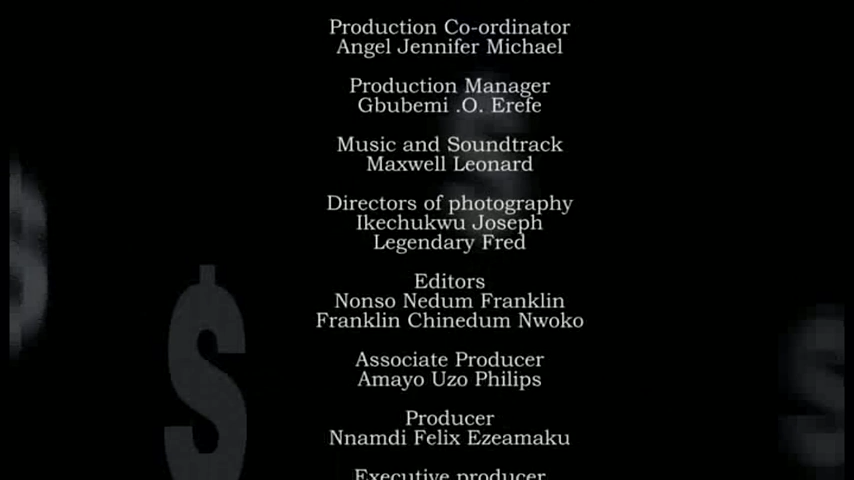 Production Co-ordinator
Angel Jennifer Michael
Production Manager
Gbubemi .O. Erefe
Music and Soundtrack
Maxwell Leonard
Directors of photography
Ikechukwu Joseph
Legendary Fred
Editors
Nonso Nedum Franklin
Franklin Chinedum Nwoko
Associate Producer
Amayo Uzo Philips
Producer
Nnamdi Felix Ezeamaku
Executive producer
$
$
$
$